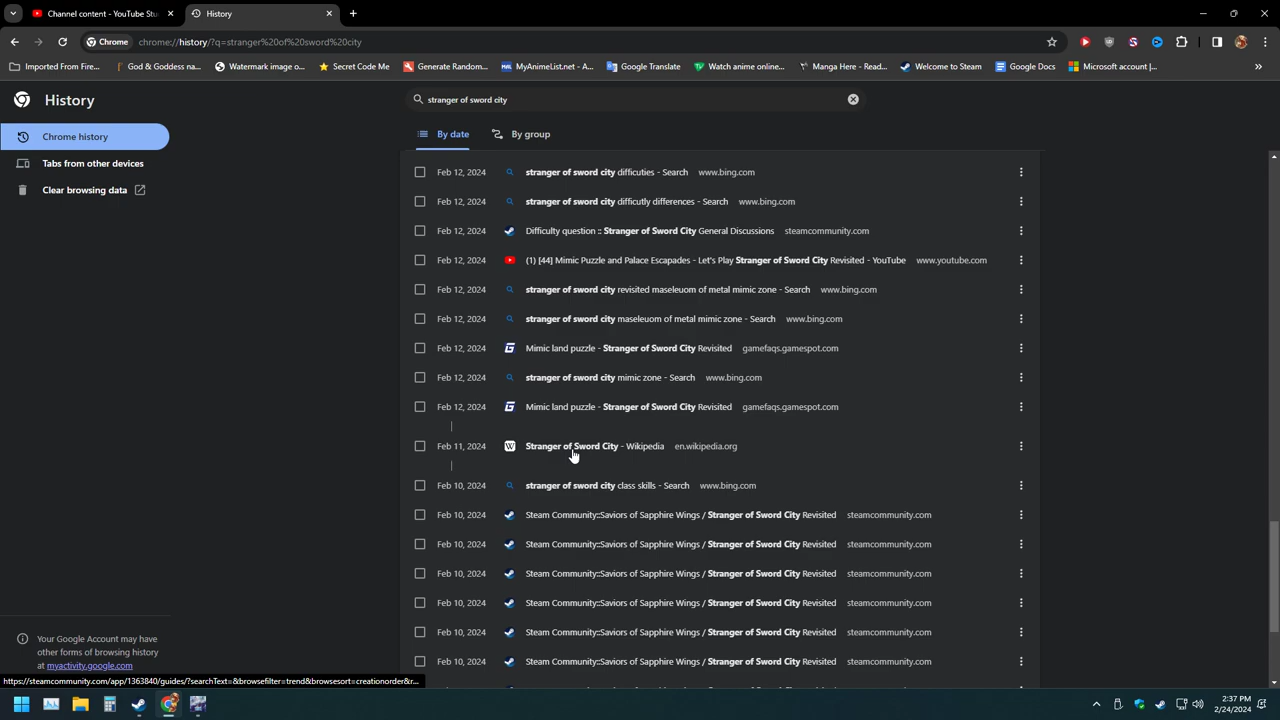 Channel content - YouTube Stu
History
chrome://history/?q=stranger%20of%20sword%20city
Chrome
Imported From Firef...
God & Goddess na...
Watermark image o...
Secret Code Me
Generate Random...
MyAnimeList.net - A...
Google Translate
Watch anime online...
Manga Here - Read...
Welcome to Steam
Google Docs
Microsoft account |...
History
stranger of sword city
Chrome history
Tabs from other devices
Clear browsing data
By date
By group
Feb 12, 2024 stranger of sword city difficuties - Search www.bing.com
Feb 12, 2024 stranger of sword city difficutly differences - Search www.bing.com
Feb 12, 2024 Difficulty question :: Stranger of Sword City General Discussions steamcommunity.com
Feb 12, 2024 (1) [44] Mimic Puzzle and Palace Escapades - Let's Play Stranger of Sword City Revisited - YouTube www.youtube.com
Feb 12, 2024 stranger of sword city revisited maseleuom of metal mimic zone - Search www.bing.com
Feb 12, 2024 stranger of sword city maseleuom of metal mimic zone - Search www.bing.com
Feb 12, 2024 Mimic land puzzle - Stranger of Sword City Revisited gamefaqs.gamespot.com
Feb 12, 2024 stranger of sword city mimic zone - Search www.bing.com
Feb 12, 2024 Mimic land puzzle - Stranger of Sword City Revisited gamefaqs.gamespot.com
Feb 11, 2024 Stranger of Sword City - Wikipedia en.wikipedia.org
Feb 10, 2024 stranger of sword city class skills - Search www.bing.com
Feb 10, 2024 Steam Community::Saviors of Sapphire Wings / Stranger of Sword City Revisited steamcommunity.com
Feb 10, 2024 Steam Community::Saviors of Sapphire Wings / Stranger of Sword City Revisited steamcommunity.com
Feb 10, 2024 Steam Community::Saviors of Sapphire Wings / Stranger of Sword City Revisited steamcommunity.com
Feb 10, 2024 Steam Community::Saviors of Sapphire Wings / Stranger of Sword City Revisited steamcommunity.com
Feb 10, 2024 Steam Community::Saviors of Sapphire Wings / Stranger of Sword City Revisited steamcommunity.com
Feb 10, 2024 Steam Community::Saviors of Sapphire Wings / Stranger of Sword City Revisited steamcommunity.com
Your Google Account may have
other forms of browsing history
at myactivity.google.com
https://steamcommunity.com/app/1363840/guides/?searchText=&browsefilter=trend&browsesort=creationorder&r...
2:37 PM
2/24/2024